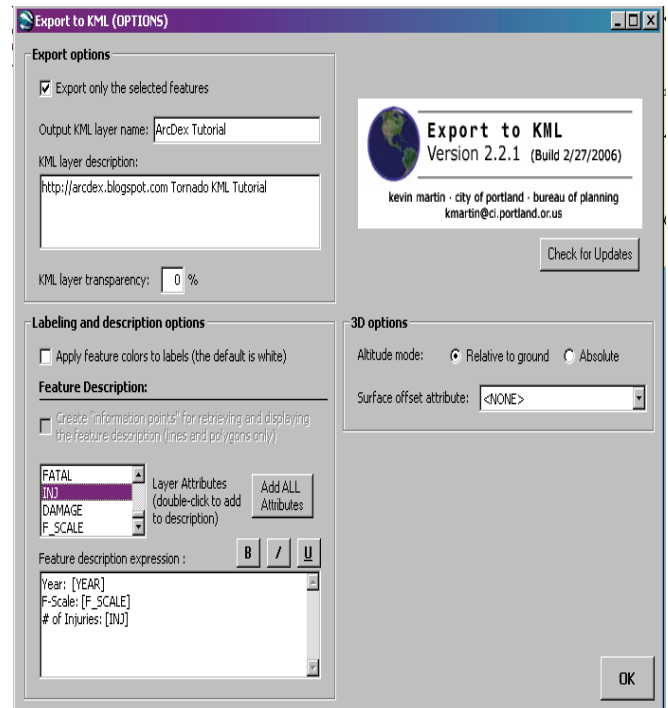 Export to KML (OPTIONS)
Export options
Export only the selected features
Output KML layer name: ArcDex Tutorial
KML layer description:
http://arcdex.blogspot.com Tornado KML Tutorial
KML layer transparency: 0 %
Export to KML
Version 2.2.1 (Build 2/27/2006)
kevin martin · city of portland · bureau of planning
kmartin@ci.portland.or.us
Check for Updates
Labeling and description options
Apply feature colors to labels (the default is white)
Feature Description:
Create "information points" for retrieving and displaying
the feature description (lines and polygons only)
FATAL
INJ
DAMAGE
F_SCALE
Layer Attributes
(double-click to add
to description)
Add ALL
Attributes
Feature description expression :
B I U
Year: [YEAR]
F-Scale: [F_SCALE]
# of Injuries: [INJ]
3D options
Altitude mode: Relative to ground Absolute
Surface offset attribute: <NONE>
OK